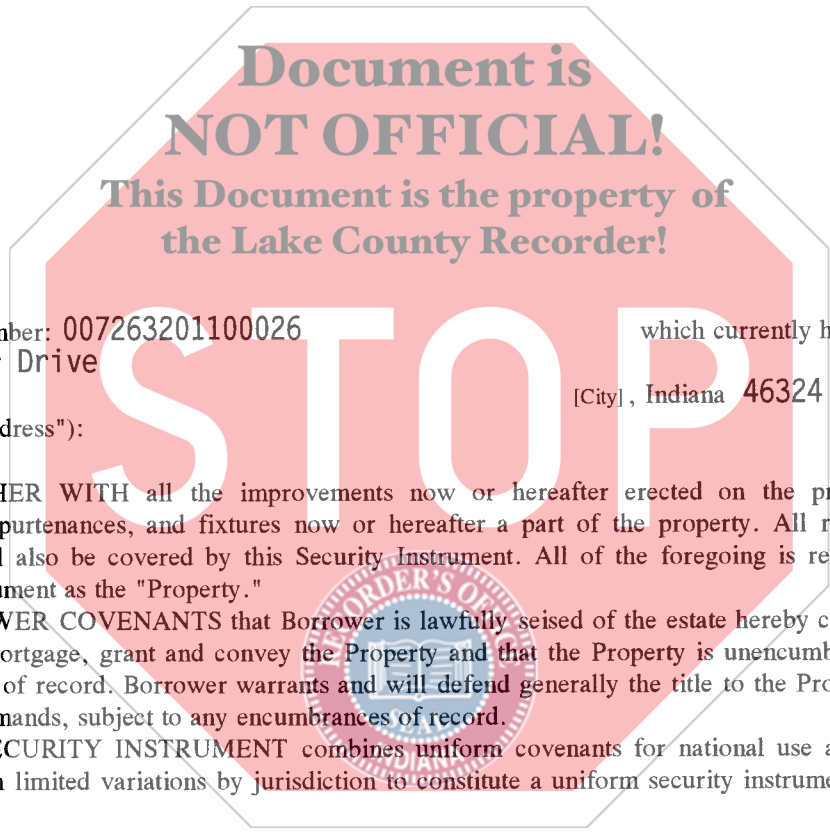 Document is
NOT OFFICIAL!
This Document is the property of
the Lake County Recorder!
STOP
nber: 007263201100026 which currently h
r Drive
[City] , Indiana 46324
dress"):
HER WITH all the improvements now or hereafter erected on the pr
purtenances, and fixtures now or hereafter a part of the property. All r
l also be covered by this Security Instrument. All of the foregoing is re
ument as the "Property."
WER COVENANTS that Borrower is lawfully seised of the estate hereby c
ortgage, grant and convey the Property and that the Property is unencumb
of record. Borrower warrants and will defend generally the title to the Pro
mands, subject to any encumbrances of record.
ECURITY INSTRUMENT combines uniform covenants for national use a
n limited variations by jurisdiction to constitute a uniform security instrume
RECORDER'S OFFICE
INDIANA